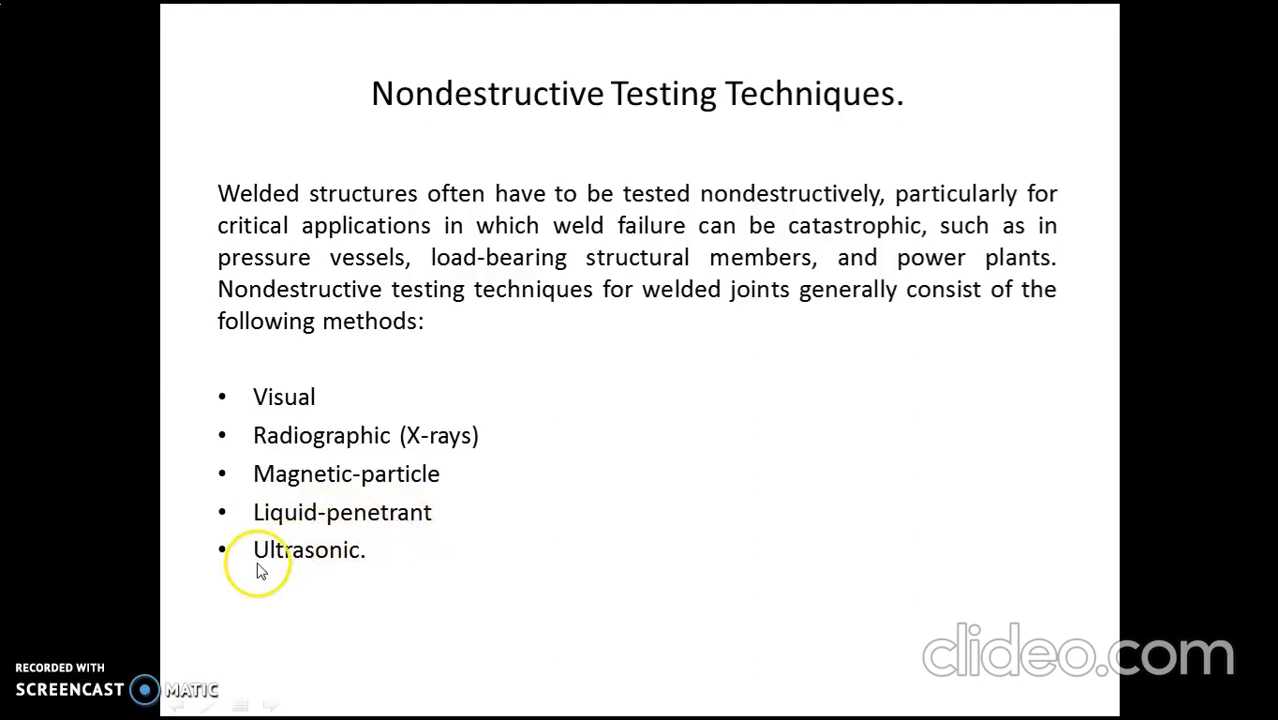 Nondestructive Testing Techniques.
Welded structures often have to be tested nondestructively, particularly for
critical applications in which weld failure can be catastrophic, such as in
pressure vessels, load-bearing structural members, and power plants.
Nondestructive testing techniques for welded joints generally consist of the
following methods:
• Visual
• Radiographic (X-rays)
• Magnetic-particle
• Liquid-penetrant
• Ultrasonic.
clideo.com
RECORDED WITH
SCREENCAST MATIC